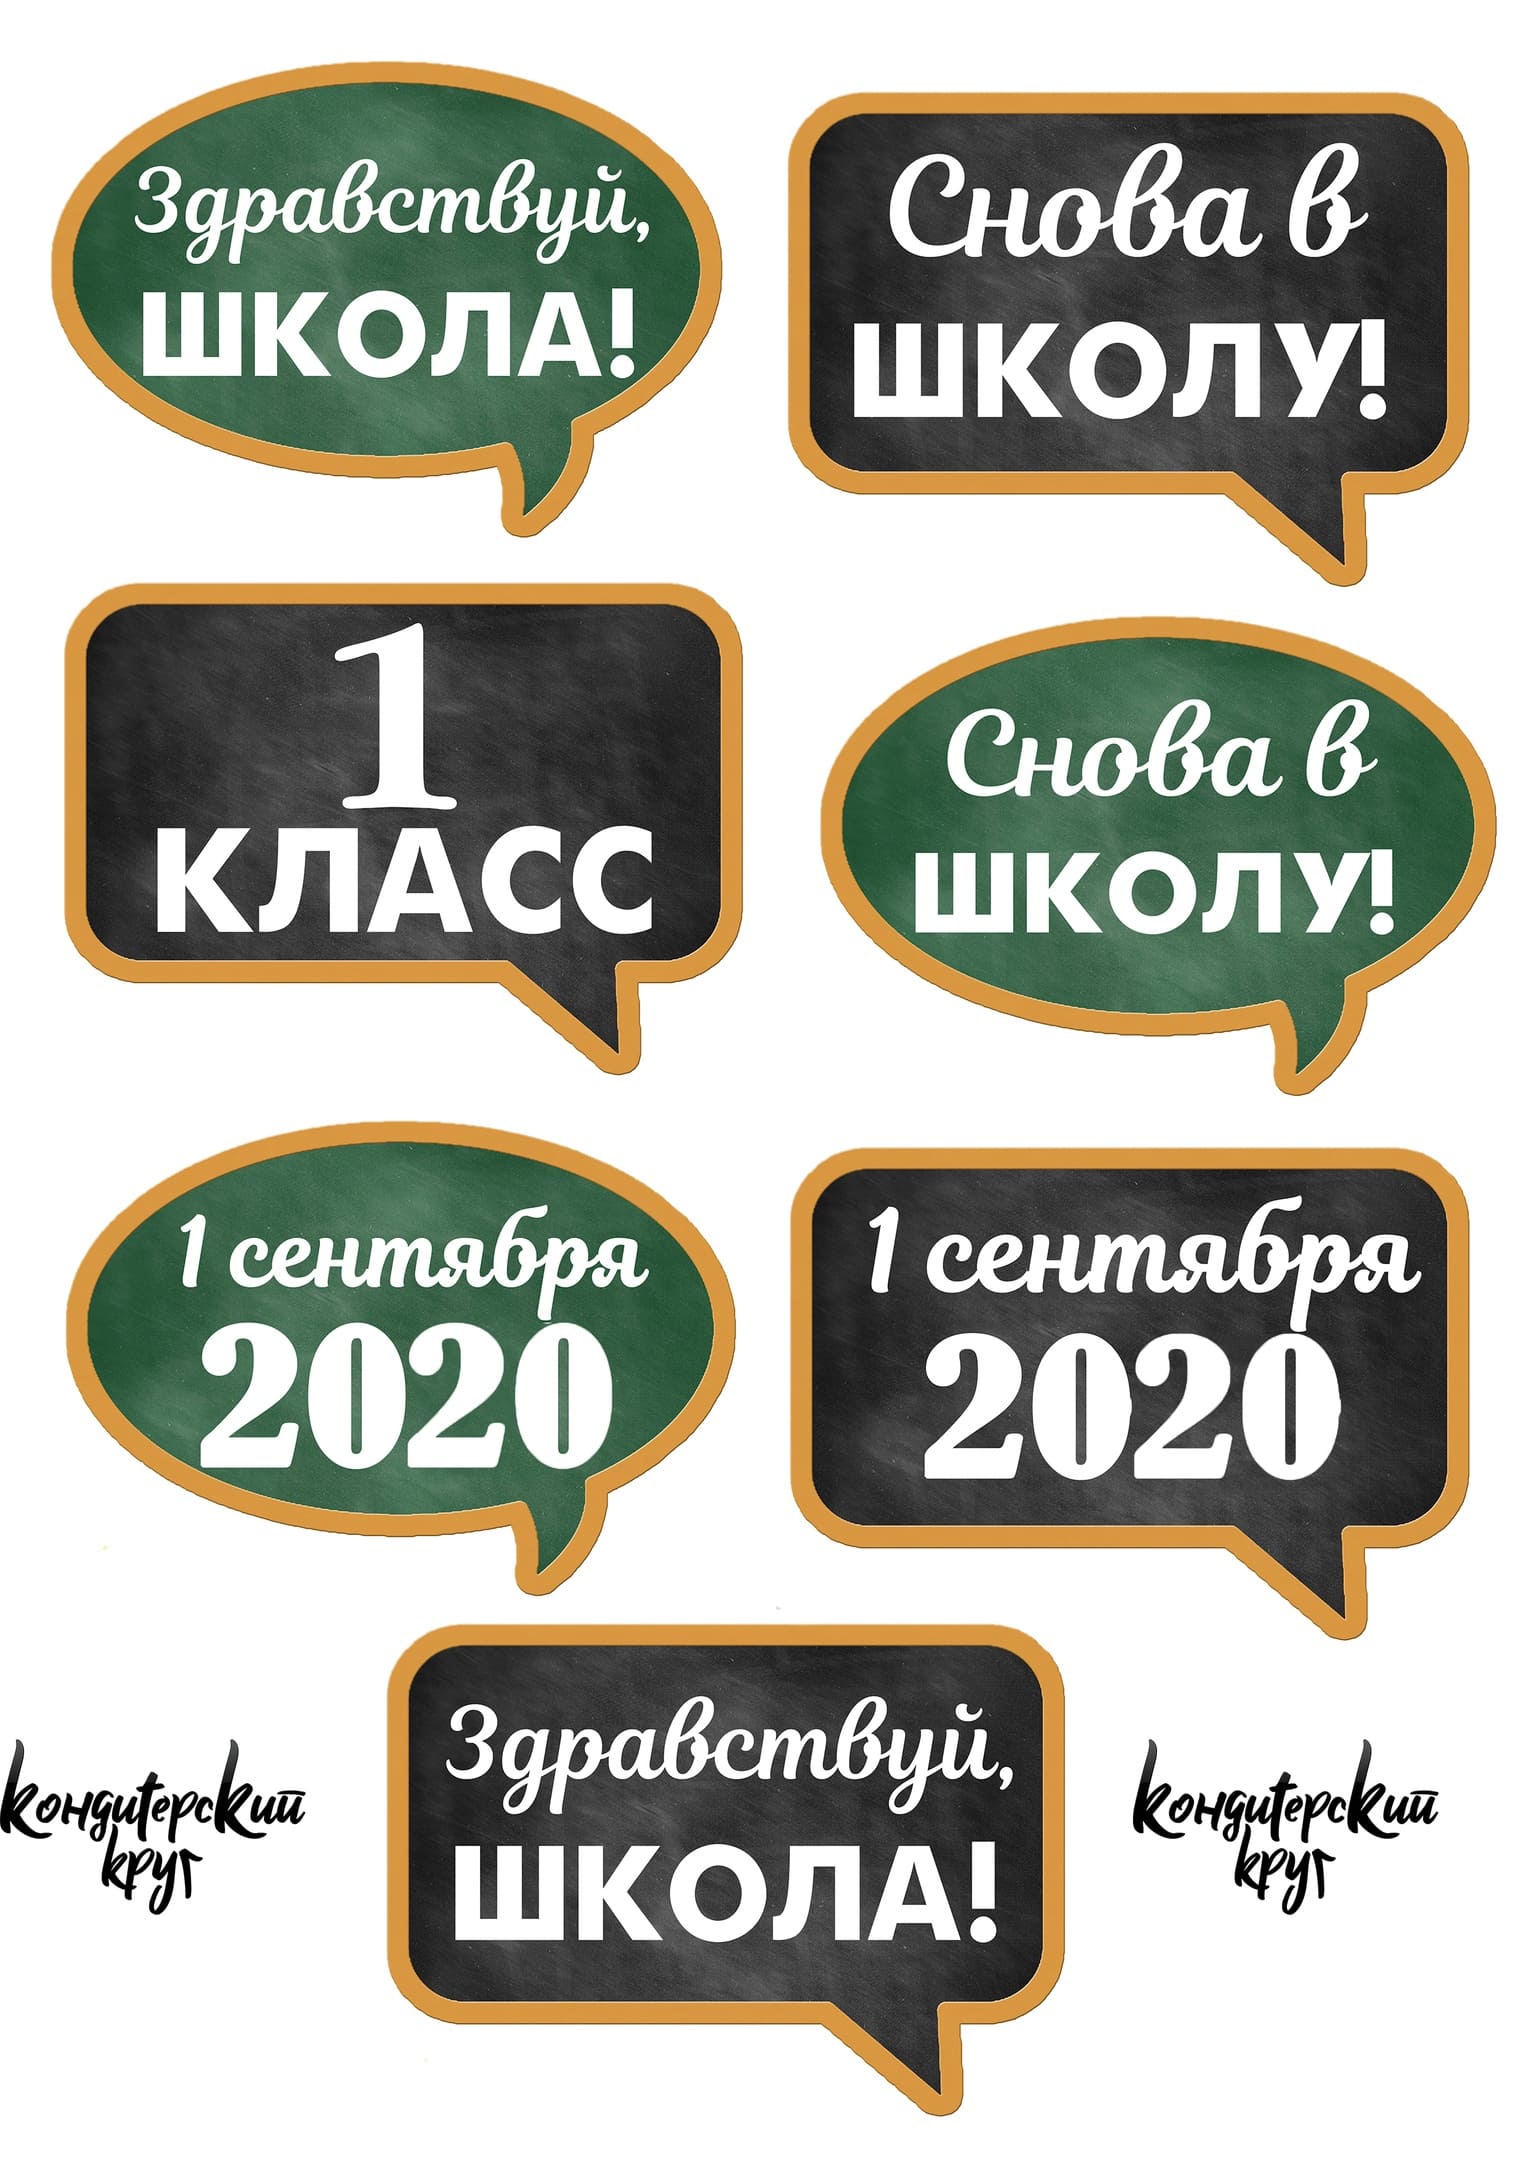 Здравствуй,
ШКОЛА!
Снова в
ШКОЛУ!
1
КЛАСС
Снова в
ШКОЛУ!
1 сентября
2020
1 сентября
2020
Здравствуй,
ШКОЛА!
Кондитерский
круг
Кондитерский
круг